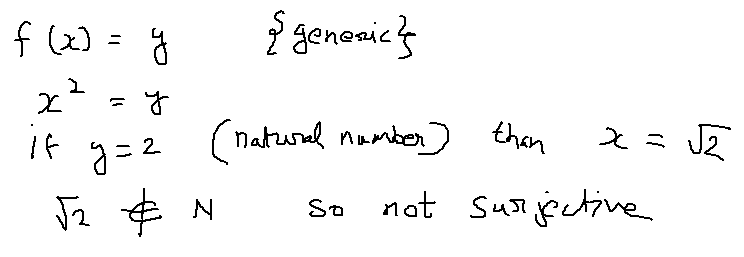 f(x) = y {generic}
x² = y
if y = 2 (natural number) then x = √2
√2 ∉ N so not surjective